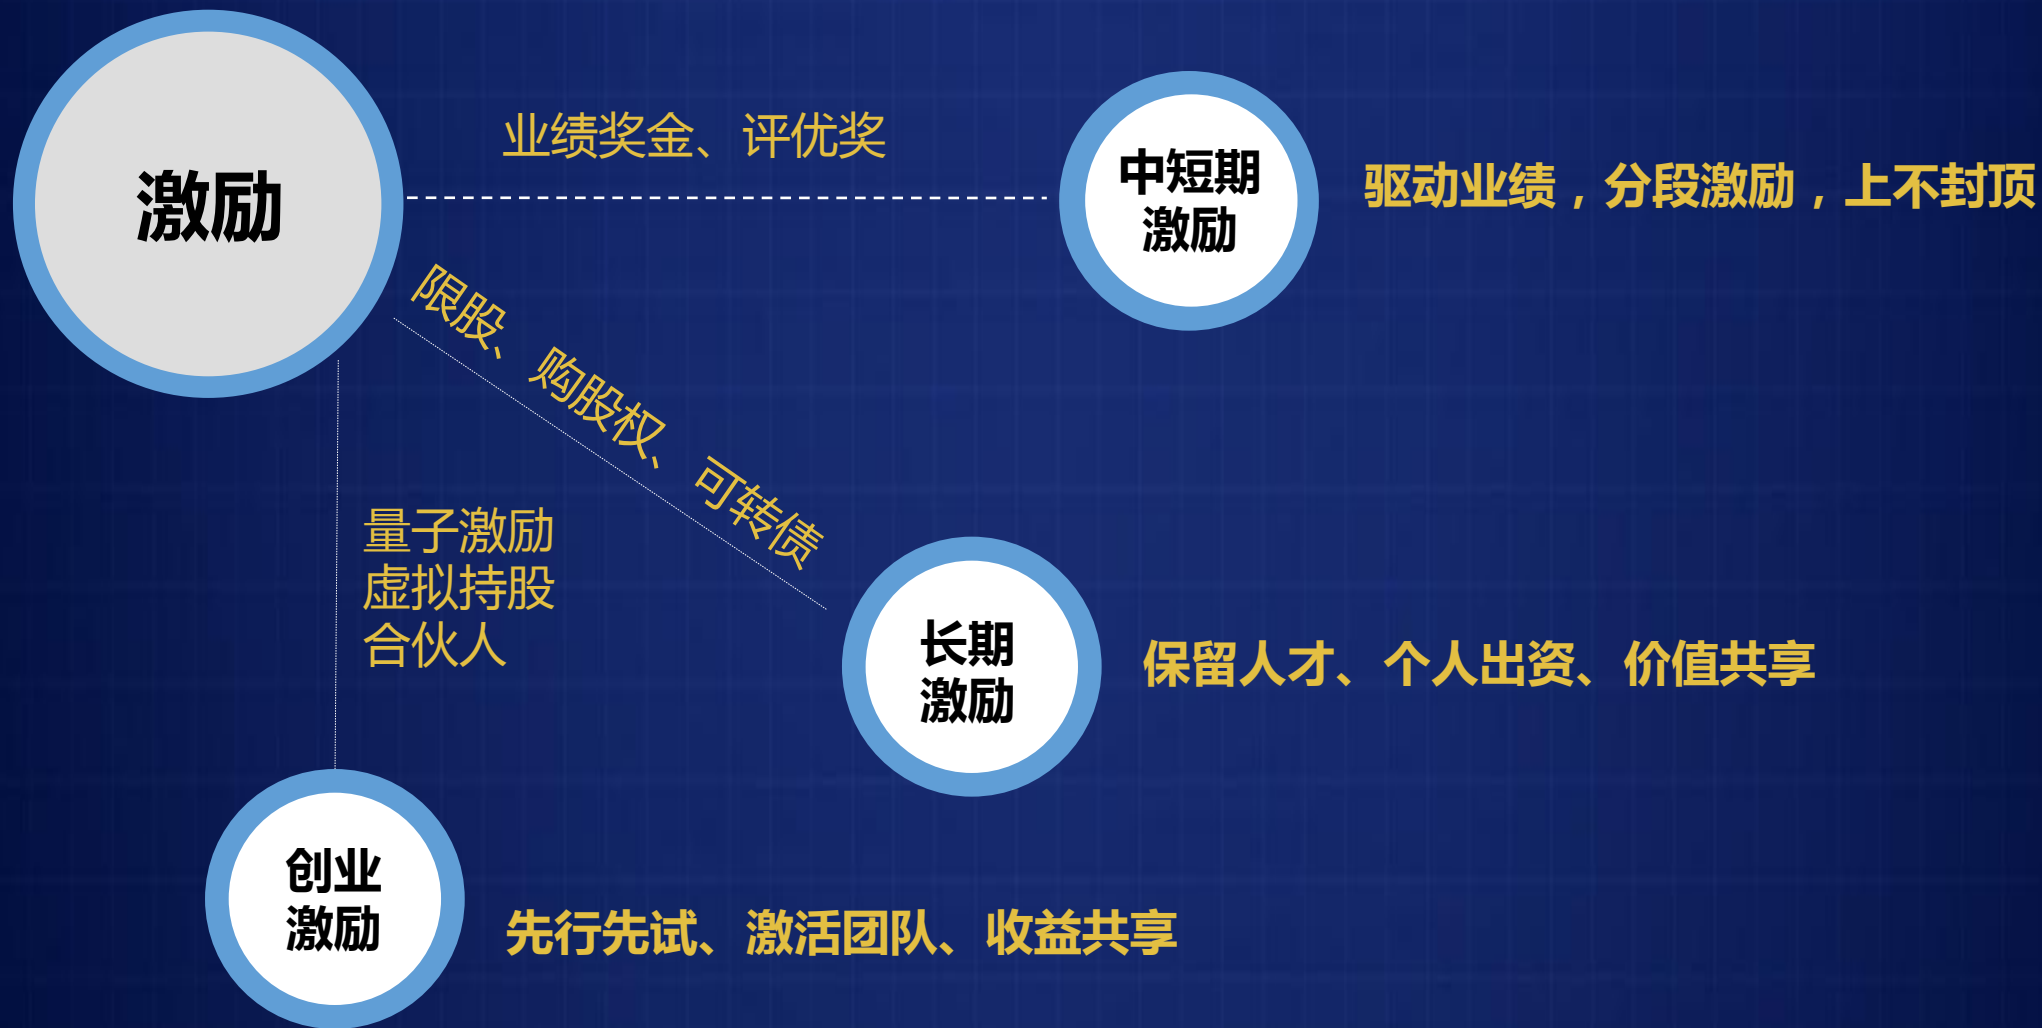 激励
业绩奖金、评优奖
中短期
激励
驱动业绩，分段激励，上不封顶
限股、购股权、可转债
长期
激励
保留人才、个人出资、价值共享
量子激励
虚拟持股
合伙人
创业
激励
先行先试、激活团队、收益共享